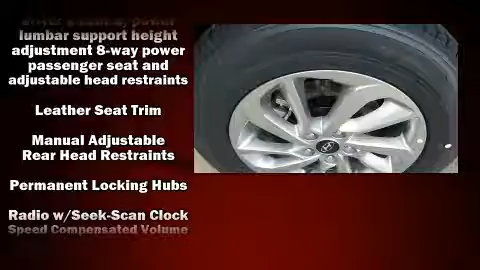 lumbar support height
adjustment 8-way power
passenger seat and
adjustable head restraints
Leather Seat Trim
Manual Adjustable
Rear Head Restraints
Permanent Locking Hubs
Radio w/Seek-Scan Clock
Speed Compensated Volume